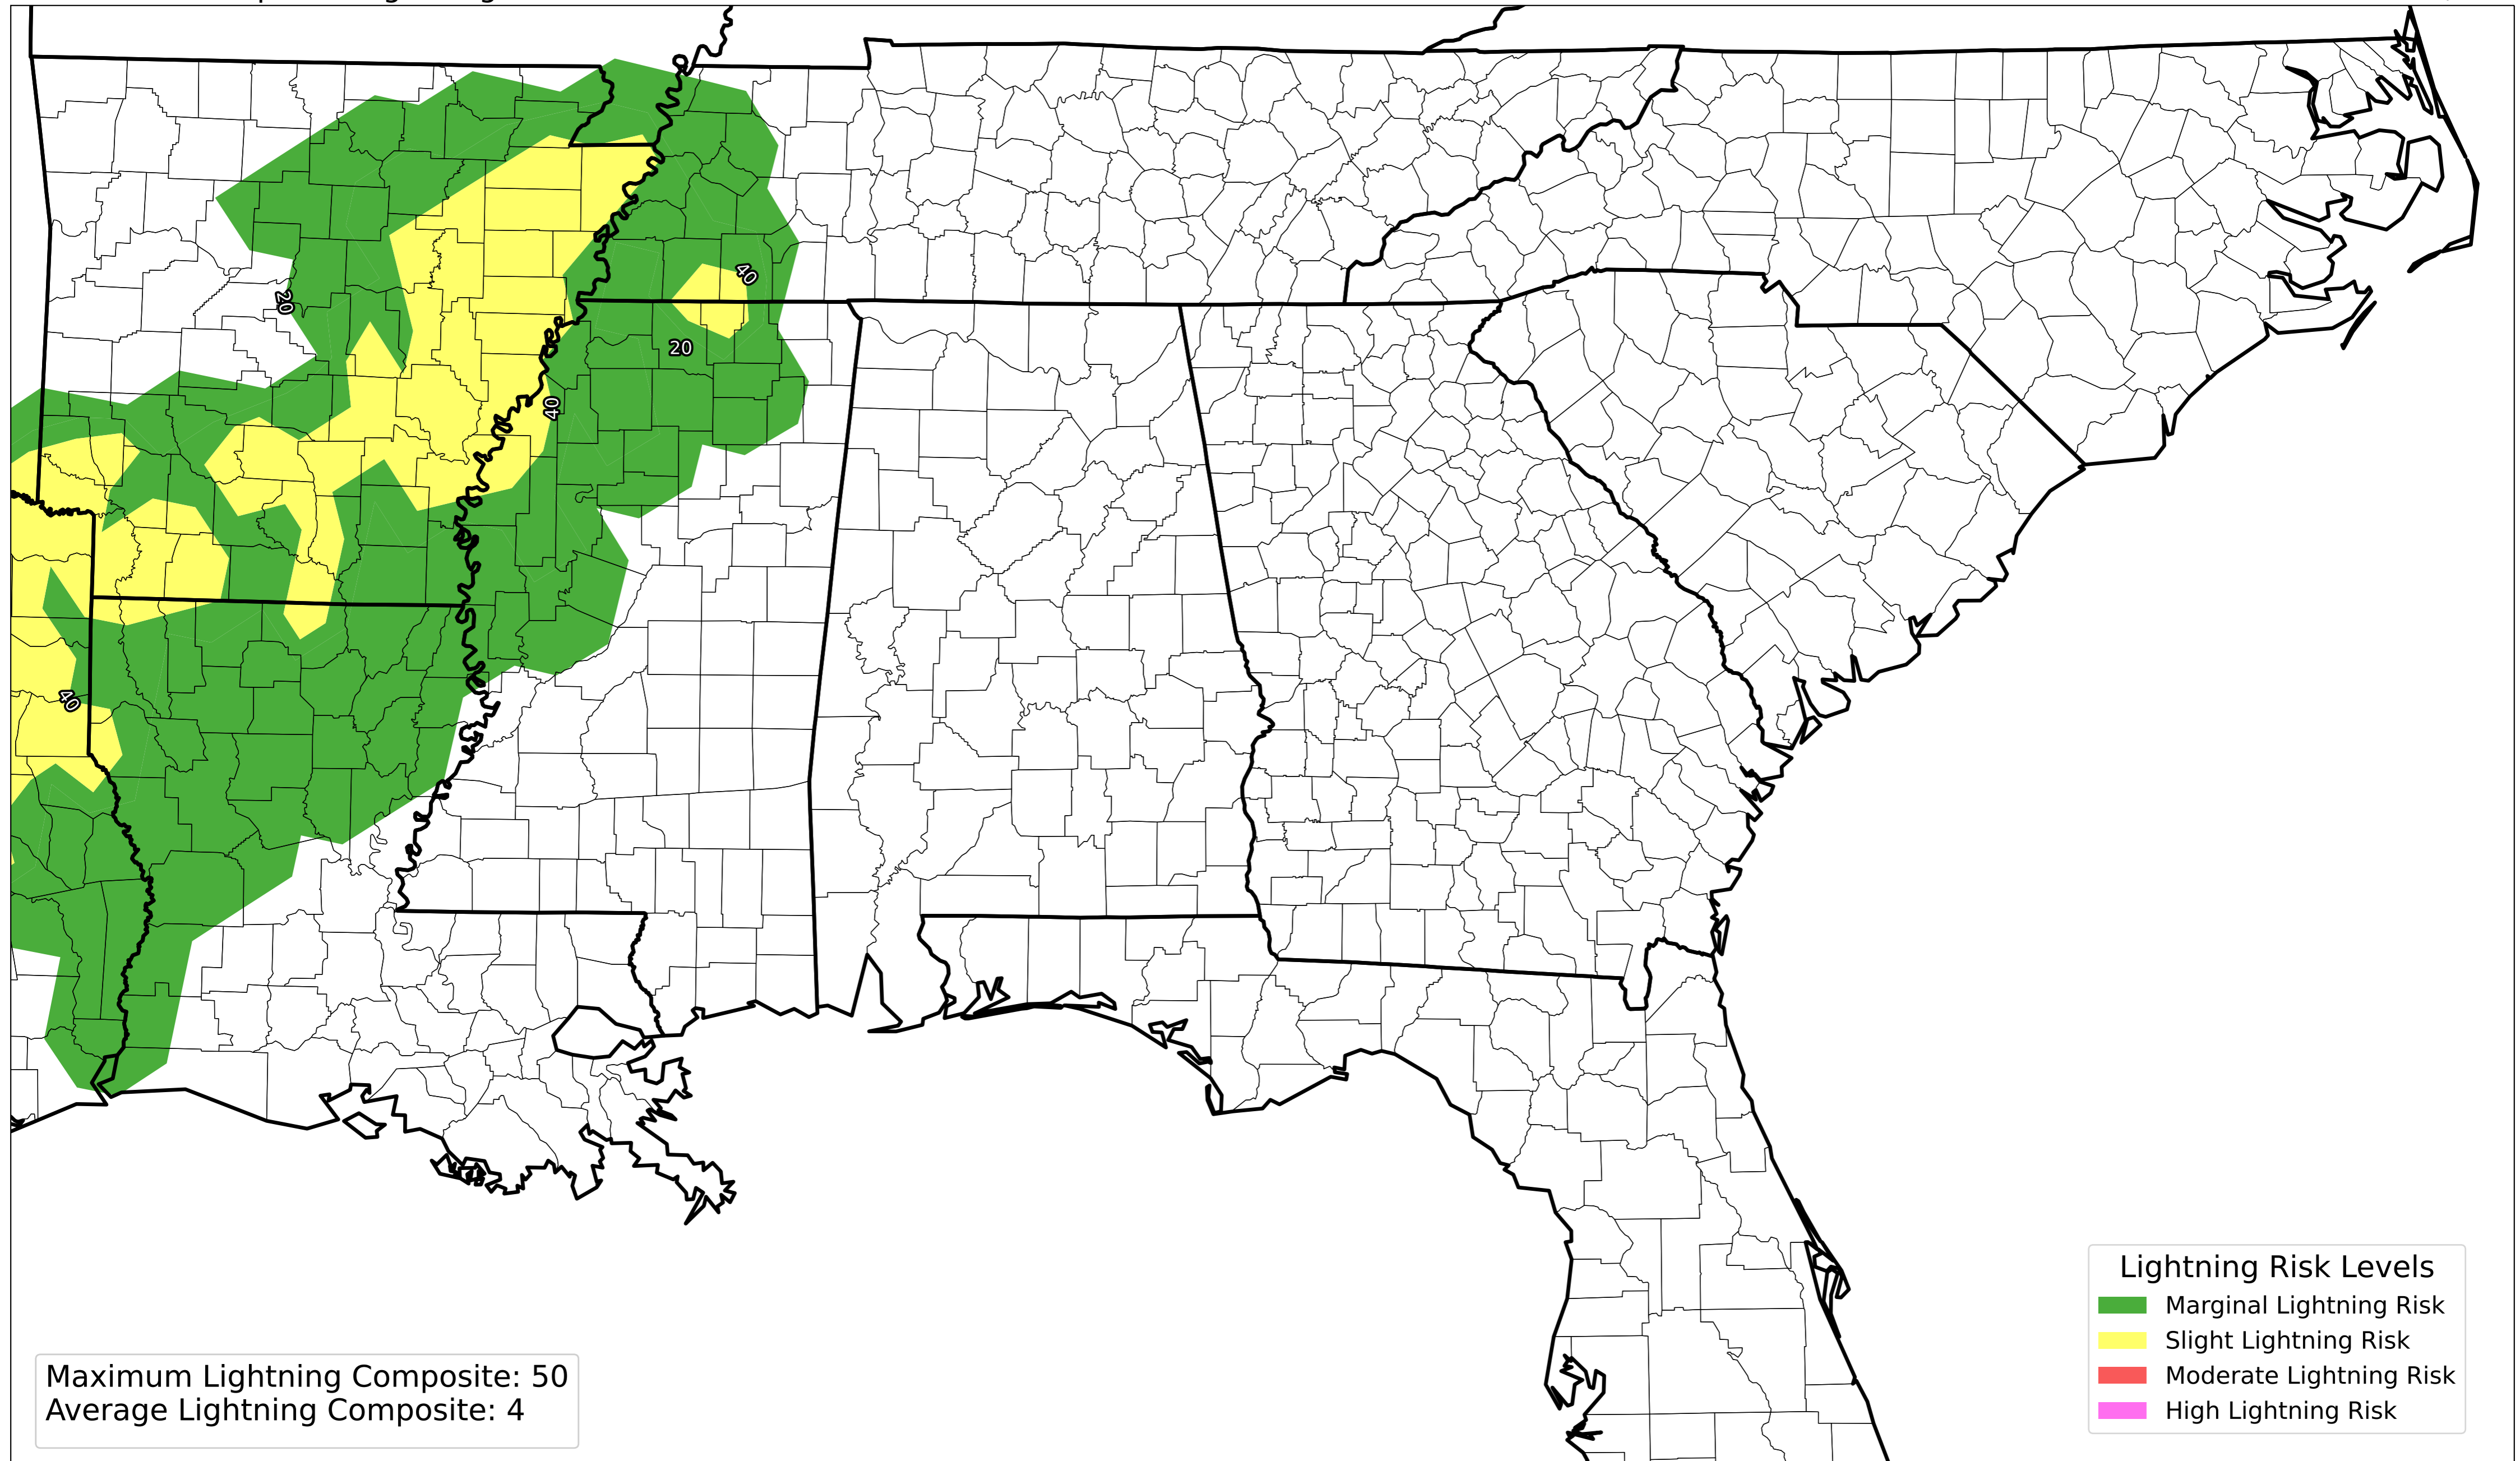 40
20
20
40
40
Lightning Risk Levels
Marginal Lightning Risk
Slight Lightning Risk
Moderate Lightning Risk
High Lightning Risk
Maximum Lightning Composite: 50
Average Lightning Composite: 4